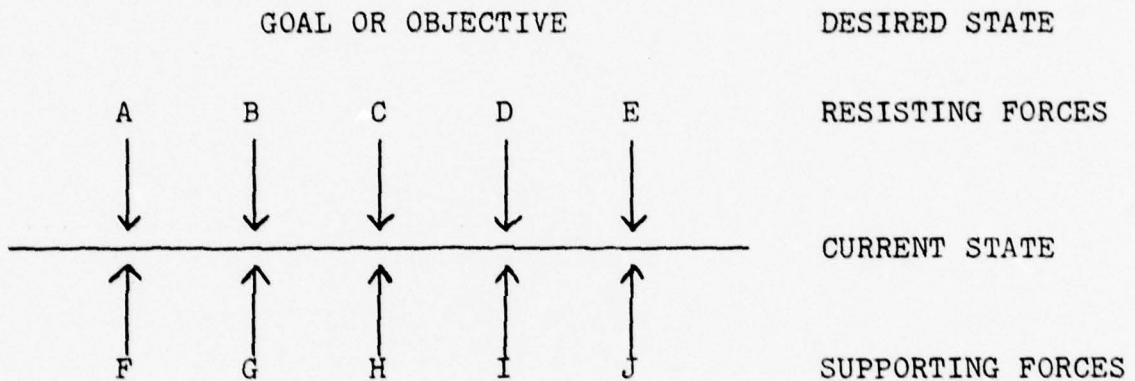 GOAL OR OBJECTIVE DESIRED STATE
A B C D E RESISTING FORCES
CURRENT STATE
F G H I J SUPPORTING FORCES